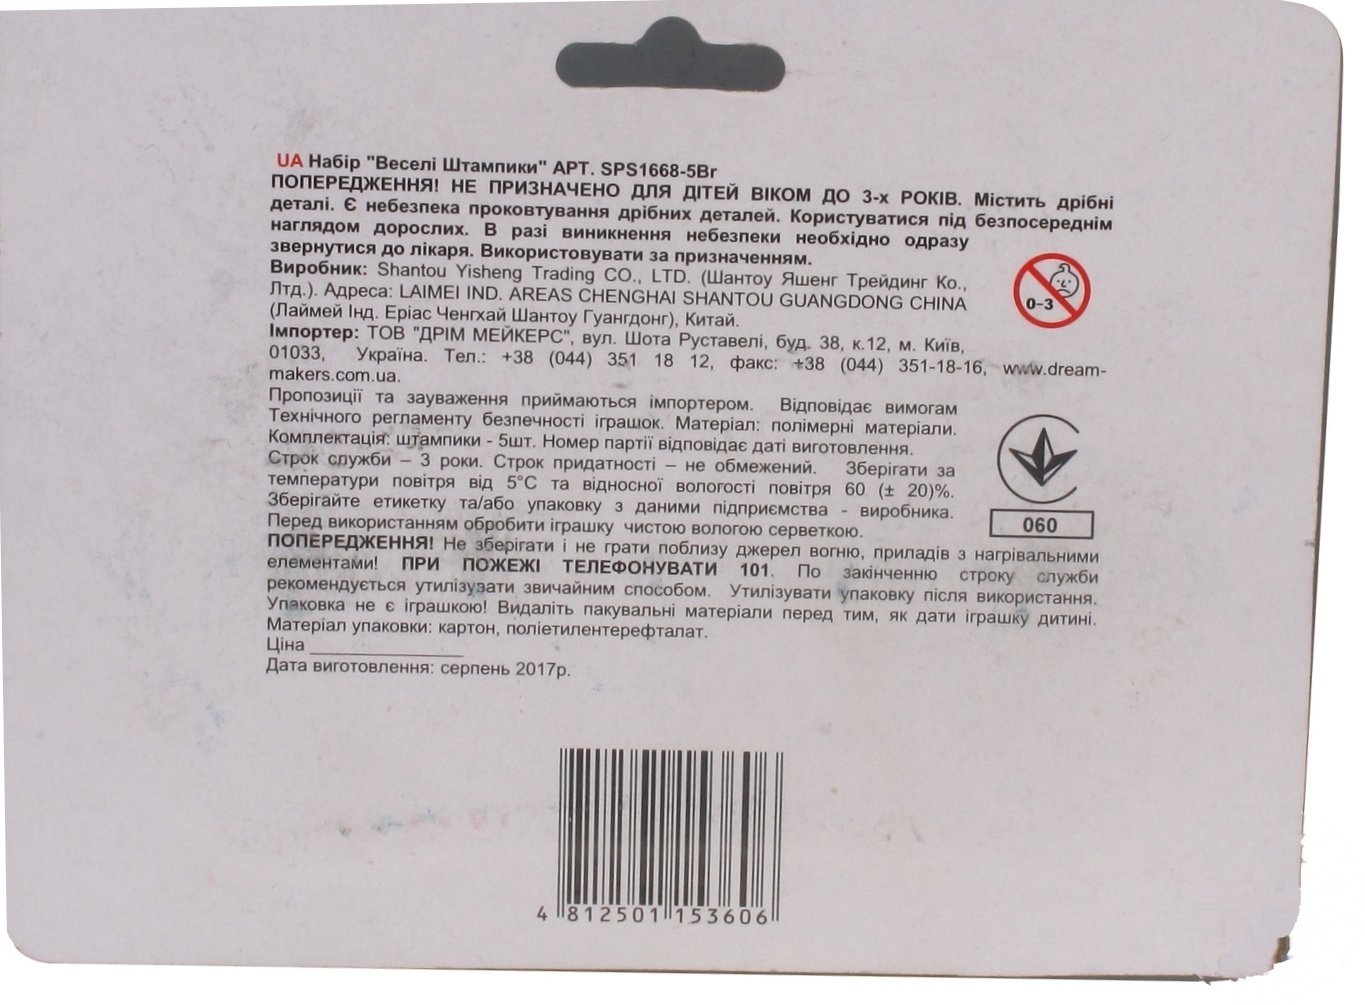 UA Набір "Веселі Штампики" АРТ. SPS1668-5Br
ПОПЕРЕДЖЕННЯ! НЕ ПРИЗНАЧЕНО ДЛЯ ДІТЕЙ ВІКОМ ДО 3-х РОКІВ. Містить дрібні
деталі. Є небезпека проковтування дрібних деталей. Користуватися під безпосереднім
наглядом дорослих. В разі виникнення небезпеки необхідно одразу
звернутися до лікаря. Використовувати за призначенням.
Виробник: Shantou Yisheng Trading CO., LTD. (Шантоу Яшенг Трейдинг Ко.,
Лтд.). Адреса: LAIMEI IND. AREAS CHENGHAI SHANTOU GUANGDONG CHINA
(Лаймей Інд. Еріас Ченгхай Шантоу Гуангдонг), Китай.
0-3
Імпортер: ТОВ "ДРІМ МЕЙКЕРС", вул. Шота Руставелі, буд. 38, к.12, м. Київ,
01033, Україна. Тел.: +38 (044) 351 18 12, факс: +38 (044) 351-18-16, www.dream-
makers.com.ua.
Пропозиції та зауваження приймаються імпортером. Відповідає вимогам
Технічного регламенту безпечності іграшок. Матеріал: полімерні матеріали.
Комплектація: штампики - 5шт. Номер партії відповідає даті виготовлення.
Строк служби – 3 роки. Строк придатності – не обмежений. Зберігати за
температури повітря від 5°С та відносної вологості повітря 60 (± 20)%.
Зберігайте етикетку та/або упаковку з даними підприємства - виробника.
Перед використанням обробити іграшку чистою вологою серветкою.
060
ПОПЕРЕДЖЕННЯ! Не зберігати і не грати поблизу джерел вогню, приладів з нагрівальними
елементами! ПРИ ПОЖЕЖІ ТЕЛЕФОНУВАТИ 101. По закінченню строку служби
рекомендується утилізувати звичайним способом. Утилізувати упаковку після використання.
Упаковка не є іграшкою! Видаліть пакувальні матеріали перед тим, як дати іграшку дитині.
Матеріал упаковки: картон, поліетилентерефталат.
Ціна ________________
Дата виготовлення: серпень 2017р.
4 812501 153606